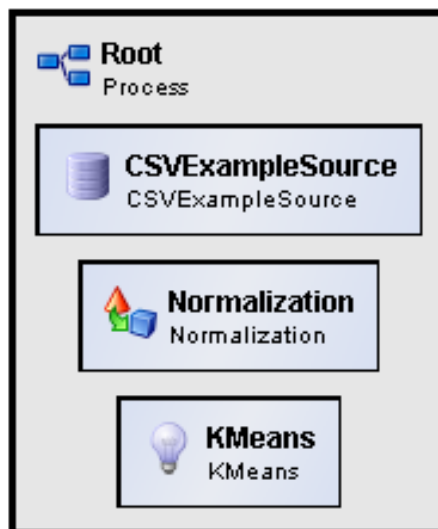 Root
Process
CSVExampleSource
CSVExampleSource
Normalization
Normalization
KMeans
KMeans